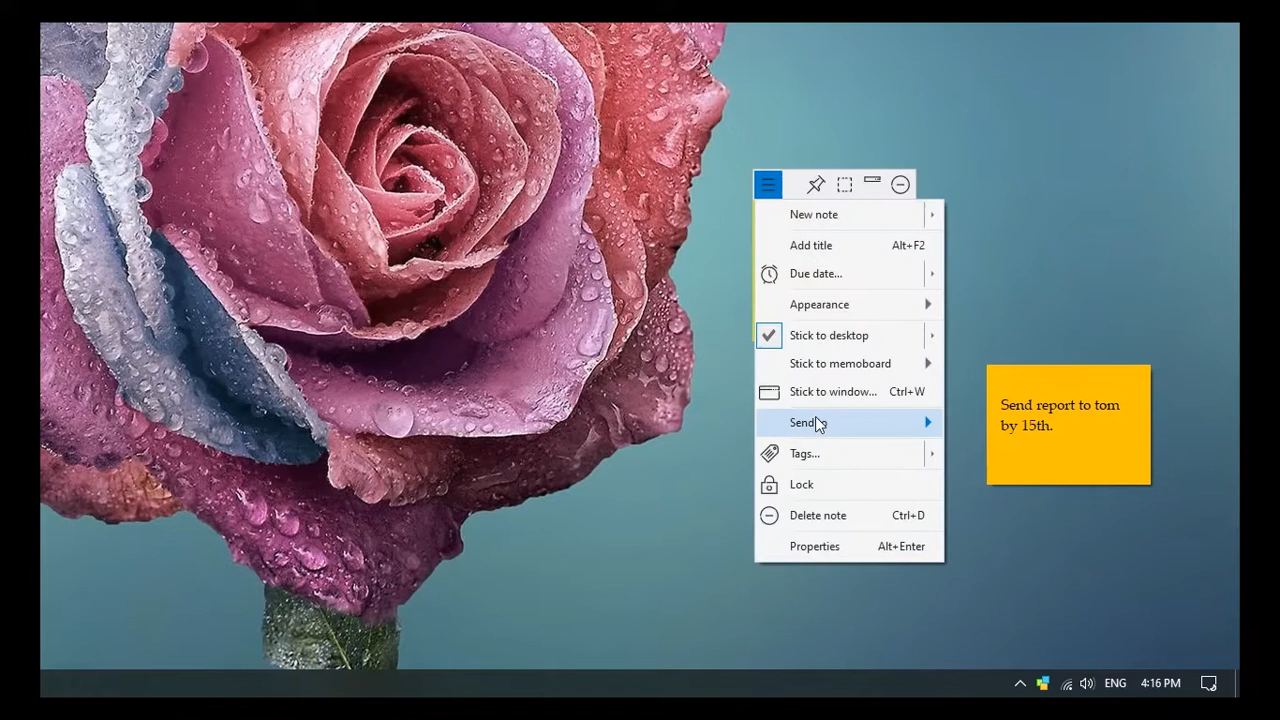 New note
Add title Alt+F2
Due date...
Appearance
Stick to desktop
Stick to memoboard
Stick to window... Ctrl+W
Send
Tags...
Lock
Delete note Ctrl+D
Properties Alt+Enter
Send report to tom
by 15th.
ENG 4:16 PM